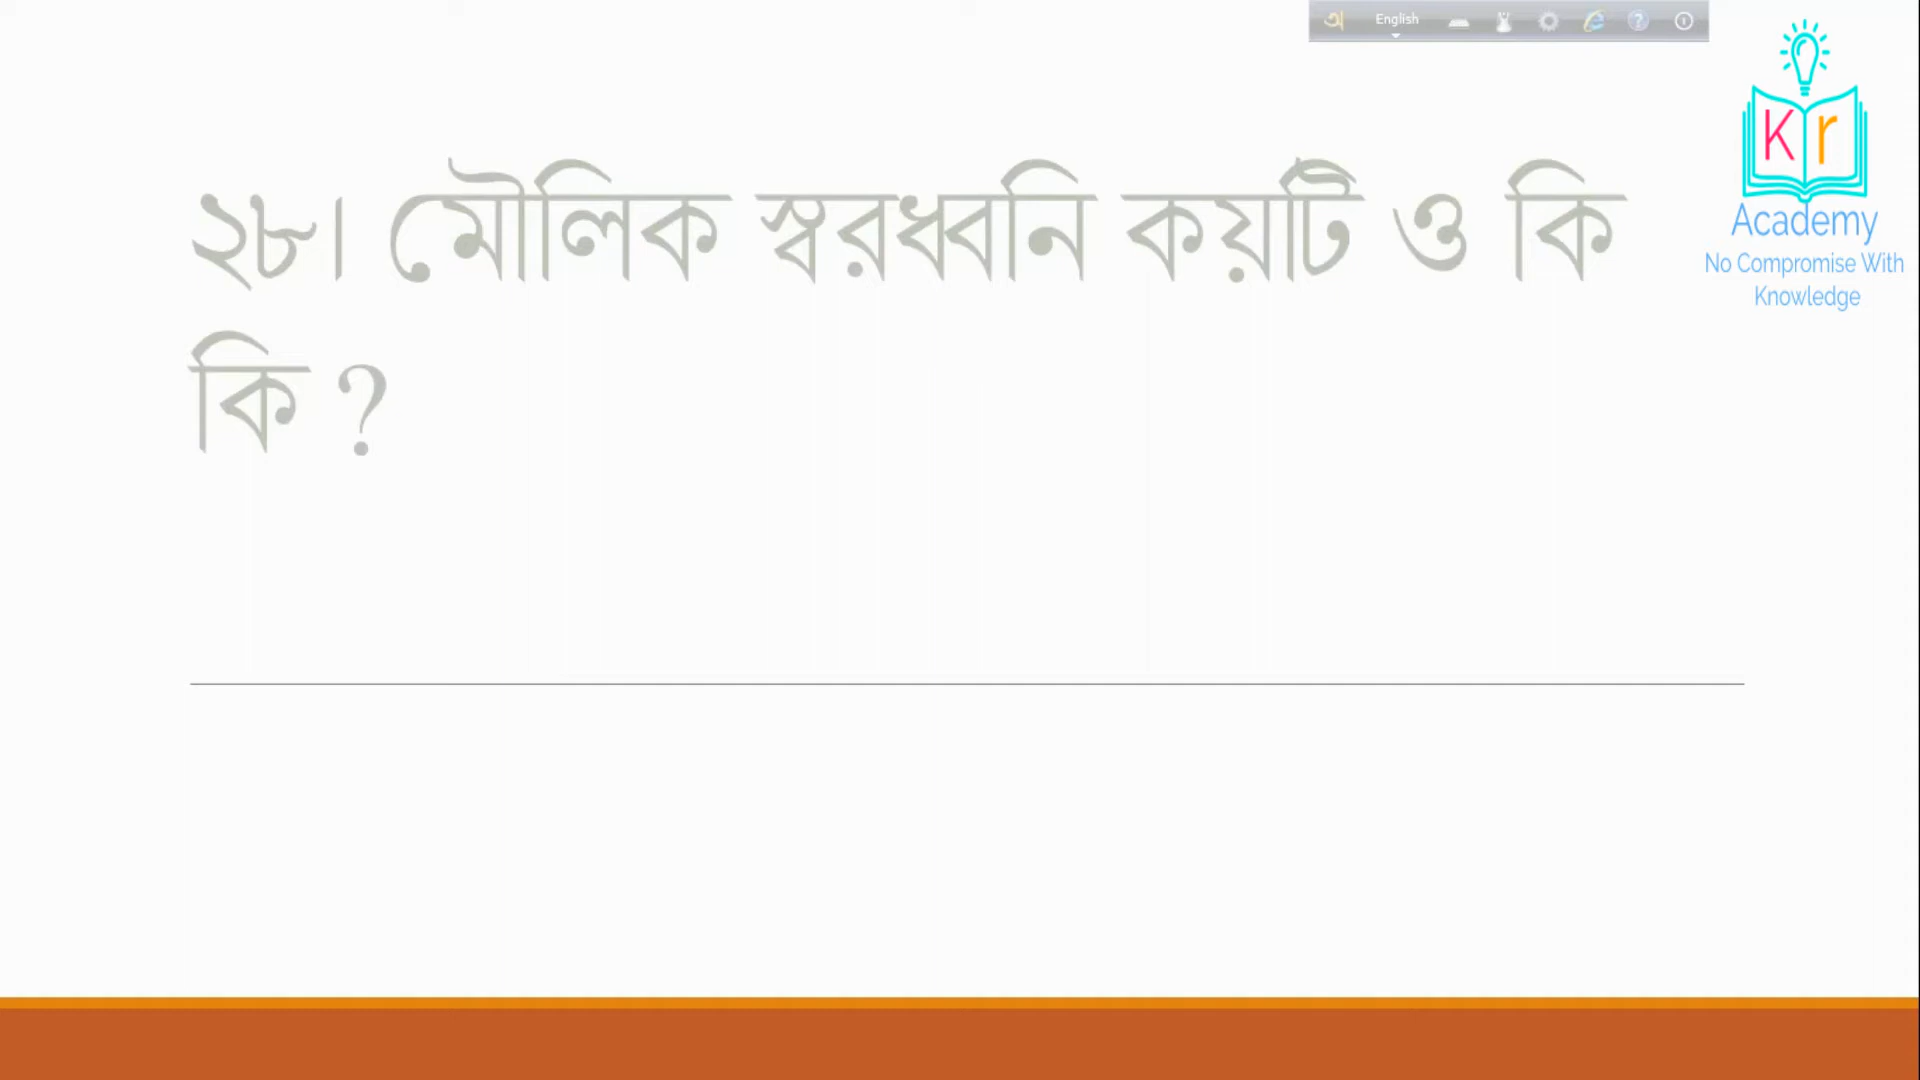 অ English
২৮। মৌলিক স্বরধ্বনি কয়টি ও কি
কি ?
Kr
Academy
No Compromise With
Knowledge